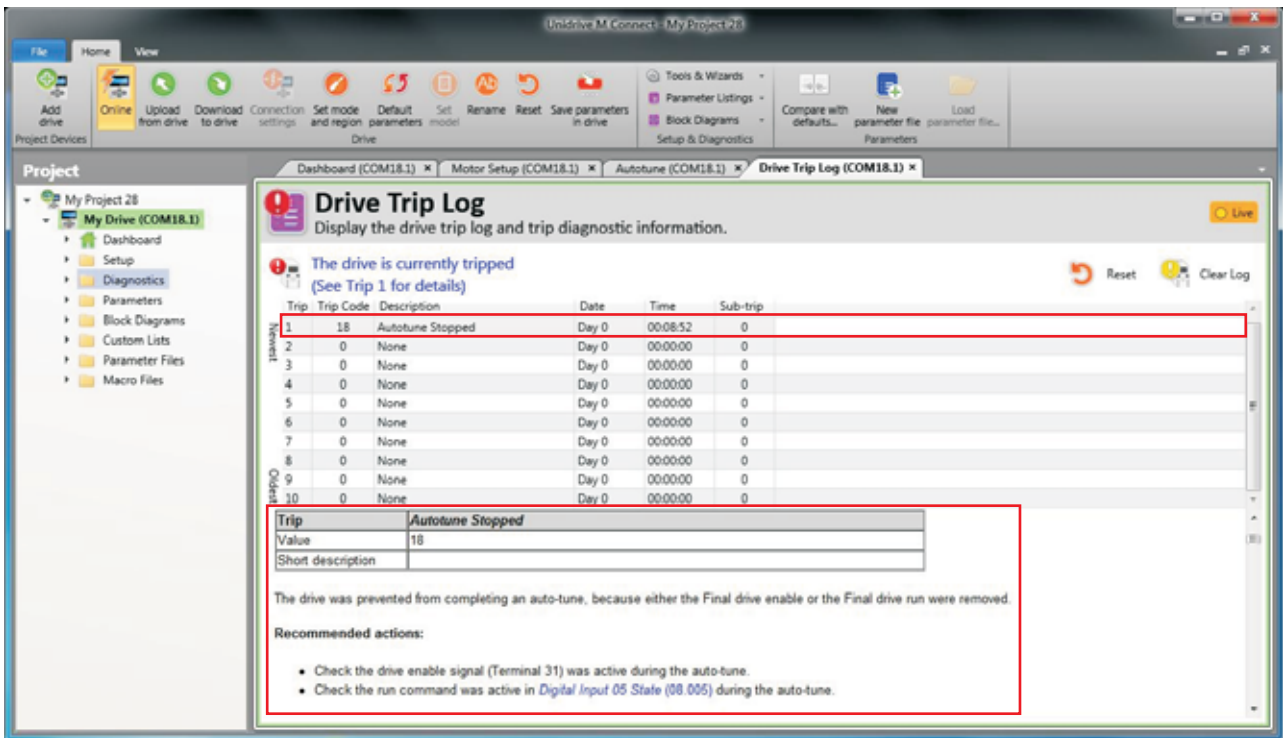 Unidrive M Connect - My Project 28
File Home View
Add drive
Online
Upload from drive
Download to drive
Connection settings
Set mode and region
Default parameters
Set model
Rename
Reset
Save parameters in drive
Tools & Wizards
Parameter Listings
Block Diagrams
Compare with defaults...
New parameter file
Load parameter file...
Project Devices
Drive
Setup & Diagnostics
Parameters
Project
My Project 28
My Drive (COM18.1)
Dashboard
Setup
Diagnostics
Parameters
Block Diagrams
Custom Lists
Parameter Files
Macro Files
Dashboard (COM18.1) Motor Setup (COM18.1) Autotune (COM18.1) Drive Trip Log (COM18.1)
Drive Trip Log
Display the drive trip log and trip diagnostic information.
Live
The drive is currently tripped
(See Trip 1 for details)
Reset
Clear Log
Trip Trip Code Description Date Time Sub-trip
Newest
1 18 Autotune Stopped Day 0 00:08:52 0
2 0 None Day 0 00:00:00 0
3 0 None Day 0 00:00:00 0
4 0 None Day 0 00:00:00 0
5 0 None Day 0 00:00:00 0
6 0 None Day 0 00:00:00 0
7 0 None Day 0 00:00:00 0
8 0 None Day 0 00:00:00 0
9 0 None Day 0 00:00:00 0
10 0 None Day 0 00:00:00 0
Oldest
Trip Autotune Stopped
Value 18
Short description
The drive was prevented from completing an auto-tune, because either the Final drive enable or the Final drive run were removed.
Recommended actions:
• Check the drive enable signal (Terminal 31) was active during the auto-tune.
• Check the run command was active in Digital Input 05 State (08.005) during the auto-tune.